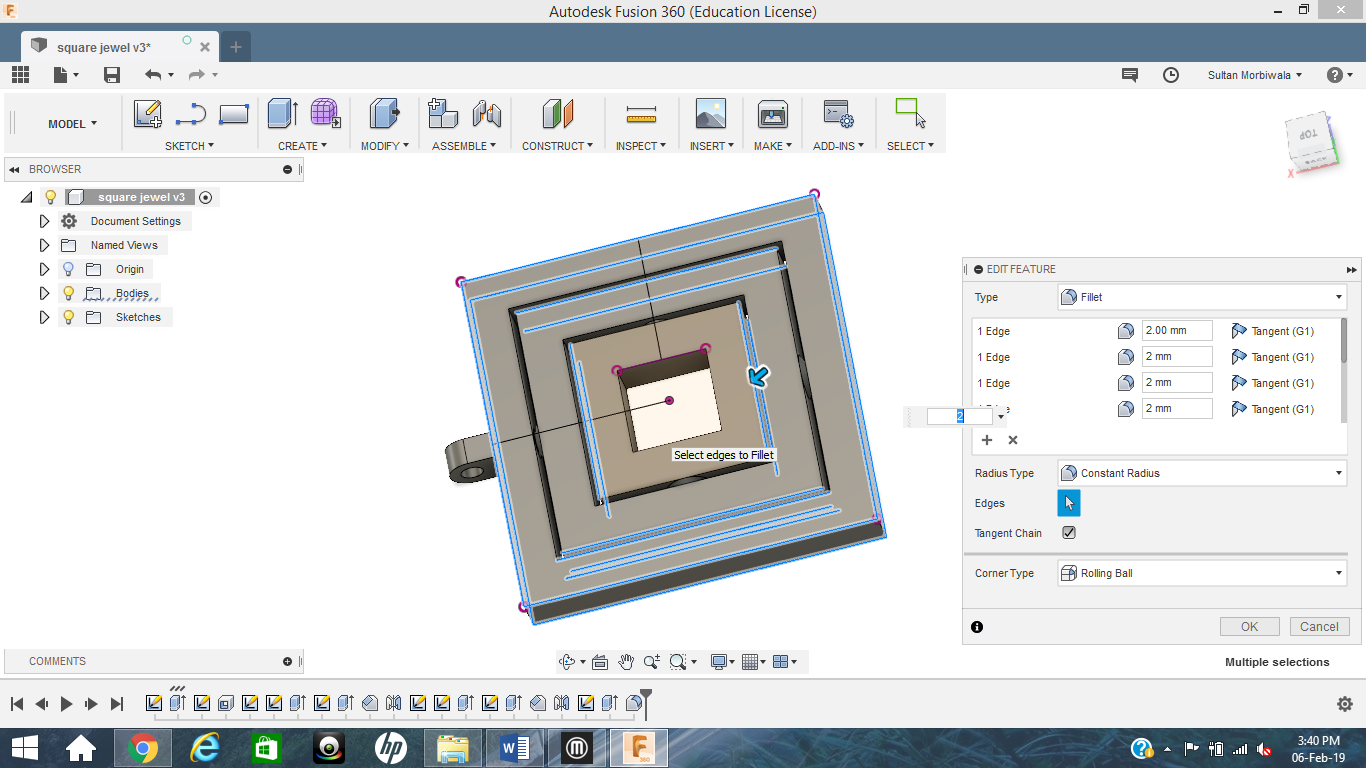 Autodesk Fusion 360 (Education License)
square jewel v3*
Sultan Morbiwala
MODEL
SKETCH
CREATE
MODIFY
ASSEMBLE
CONSTRUCT
INSPECT
INSERT
MAKE
ADD-INS
SELECT
BROWSER
square jewel v3
Document Settings
Named Views
Origin
Bodies
Sketches
TOP
X
EDIT FEATURE
Type Fillet
1 Edge 2.00 mm Tangent (G1)
1 Edge 2 mm Tangent (G1)
1 Edge 2 mm Tangent (G1)
2 mm Tangent (G1)
2
Select edges to Fillet
Radius Type Constant Radius
Edges
Tangent Chain
Corner Type Rolling Ball
OK Cancel
COMMENTS
Multiple selections
3:40 PM
06-Feb-19